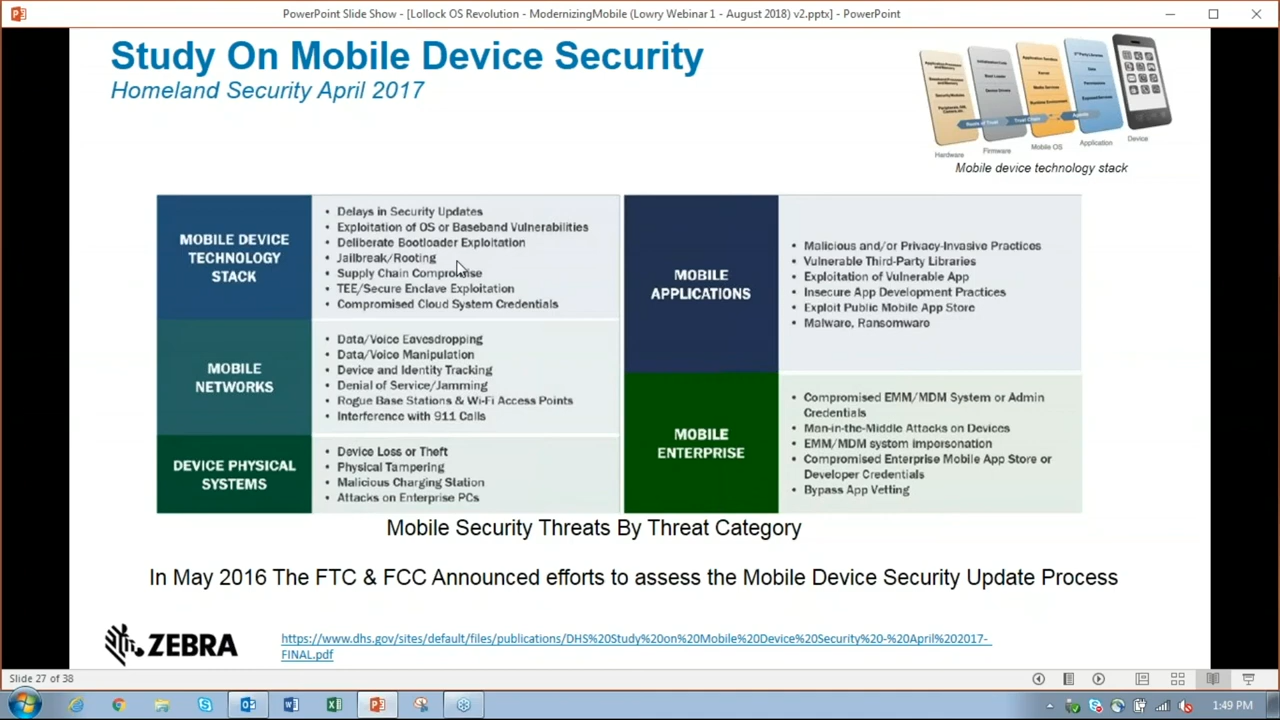 PowerPoint Slide Show - [Lollock OS Revolution - ModernizingMobile (Lowry Webinar 1 - August 2018) v2.pptx] - PowerPoint
Study On Mobile Device Security
Homeland Security April 2017
Hardware
Firmware
Mobile OS
Application
Device
Mobile device technology stack
MOBILE DEVICE
TECHNOLOGY
STACK
• Delays in Security Updates
• Exploitation of OS or Baseband Vulnerabilities
• Deliberate Bootloader Exploitation
• Jailbreak/Rooting
• Supply Chain Compromise
• TEE/Secure Enclave Exploitation
• Compromised Cloud System Credentials
MOBILE
NETWORKS
• Data/Voice Eavesdropping
• Data/Voice Manipulation
• Device and Identity Tracking
• Denial of Service/Jamming
• Rogue Base Stations & Wi-Fi Access Points
• Interference with 911 Calls
DEVICE PHYSICAL
SYSTEMS
• Device Loss or Theft
• Physical Tampering
• Malicious Charging Station
• Attacks on Enterprise PCs
MOBILE
APPLICATIONS
• Malicious and/or Privacy-Invasive Practices
• Vulnerable Third-Party Libraries
• Exploitation of Vulnerable App
• Insecure App Development Practices
• Exploit Public Mobile App Store
• Malware, Ransomware
MOBILE
ENTERPRISE
• Compromised EMM/MDM System or Admin
Credentials
• Man-in-the-Middle Attacks on Devices
• EMM/MDM system impersonation
• Compromised Enterprise Mobile App Store or
Developer Credentials
• Bypass App Vetting
Mobile Security Threats By Threat Category
In May 2016 The FTC & FCC Announced efforts to assess the Mobile Device Security Update Process
ZEBRA
https://www.dhs.gov/sites/default/files/publications/DHS%20Study%20on%20Mobile%20Device%20Security%20-%20April%202017-
FINAL.pdf
Slide 27 of 38
1:49 PM